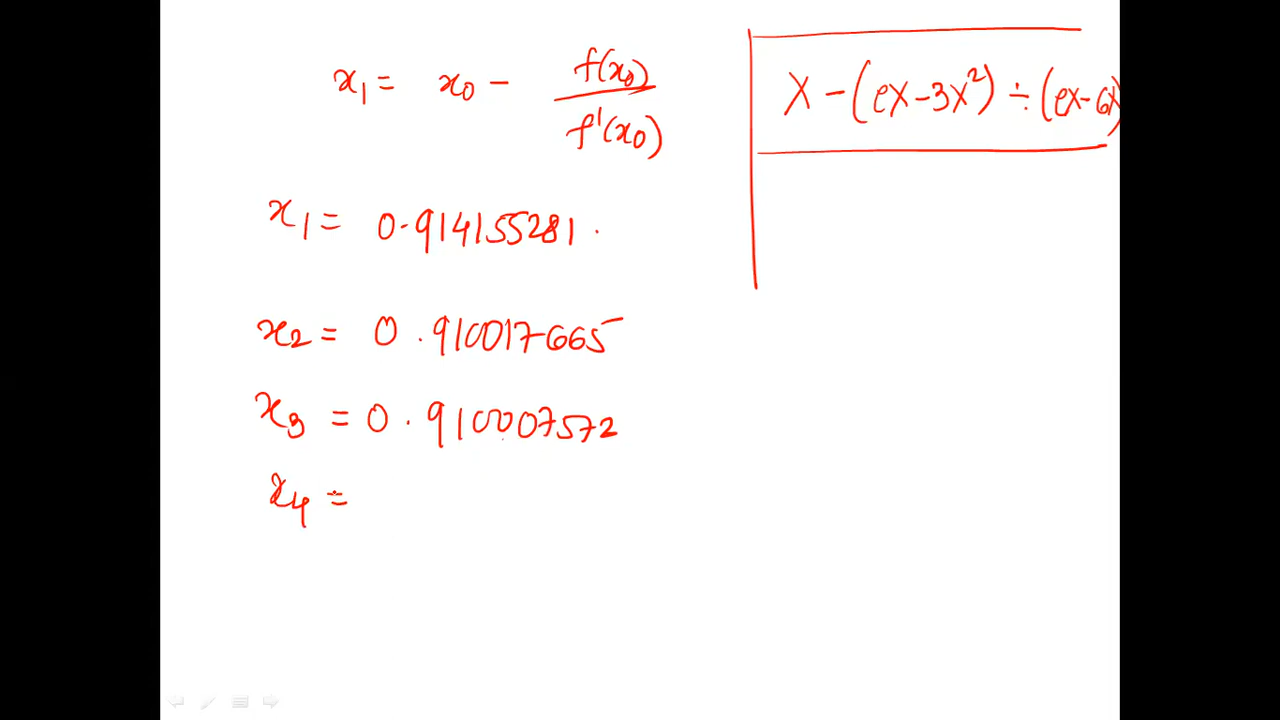 x₁ = x₀ − f(x₀) / f'(x₀)
X − (eX − 3X²) ÷ (eX − 6X)
x₁ = 0.914155281.
x₂ = 0.910017665
x₃ = 0.910007572
x₄ =